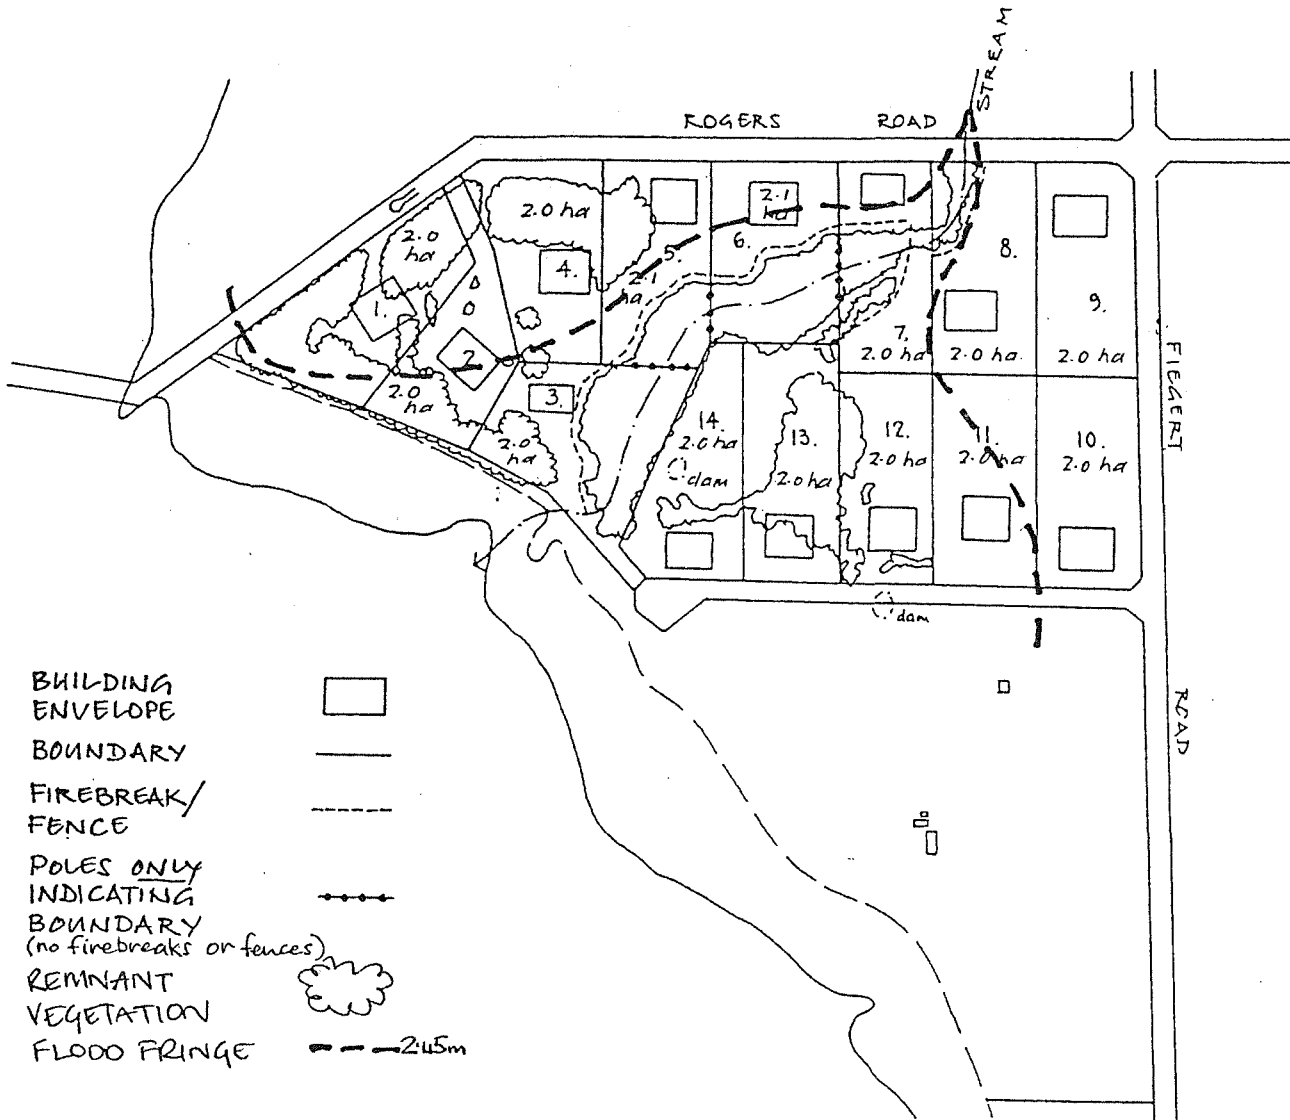 STREAM
ROGERS ROAD
2.0 ha
2.1 ha
2.0 ha
6.
5.
4.
8.
2.1 ha
9.
1.
7,
2.0 ha
2.0 ha
2.0 ha
2
FIEGERT
2.0 ha
3.
14.
2.0 ha
13.
2.0 ha
12.
2.0 ha
11.
2.0 ha
10.
2.0 ha
2.0 ha
dam
dam
ROAD
BUILDING
ENVELOPE
BOUNDARY
FIREBREAK/
FENCE
POLES ONLY
INDICATING
BOUNDARY
(no firebreaks or fences)
REMNANT
VEGETATION
FLOOD FRINGE 2.45m